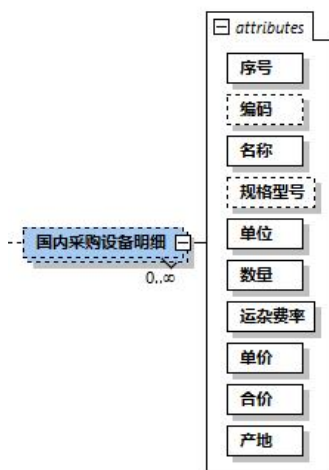 attributes
序号
编码
名称
规格型号
国内采购设备明细
单位
0..∞
数量
运杂费率
单价
合价
产地